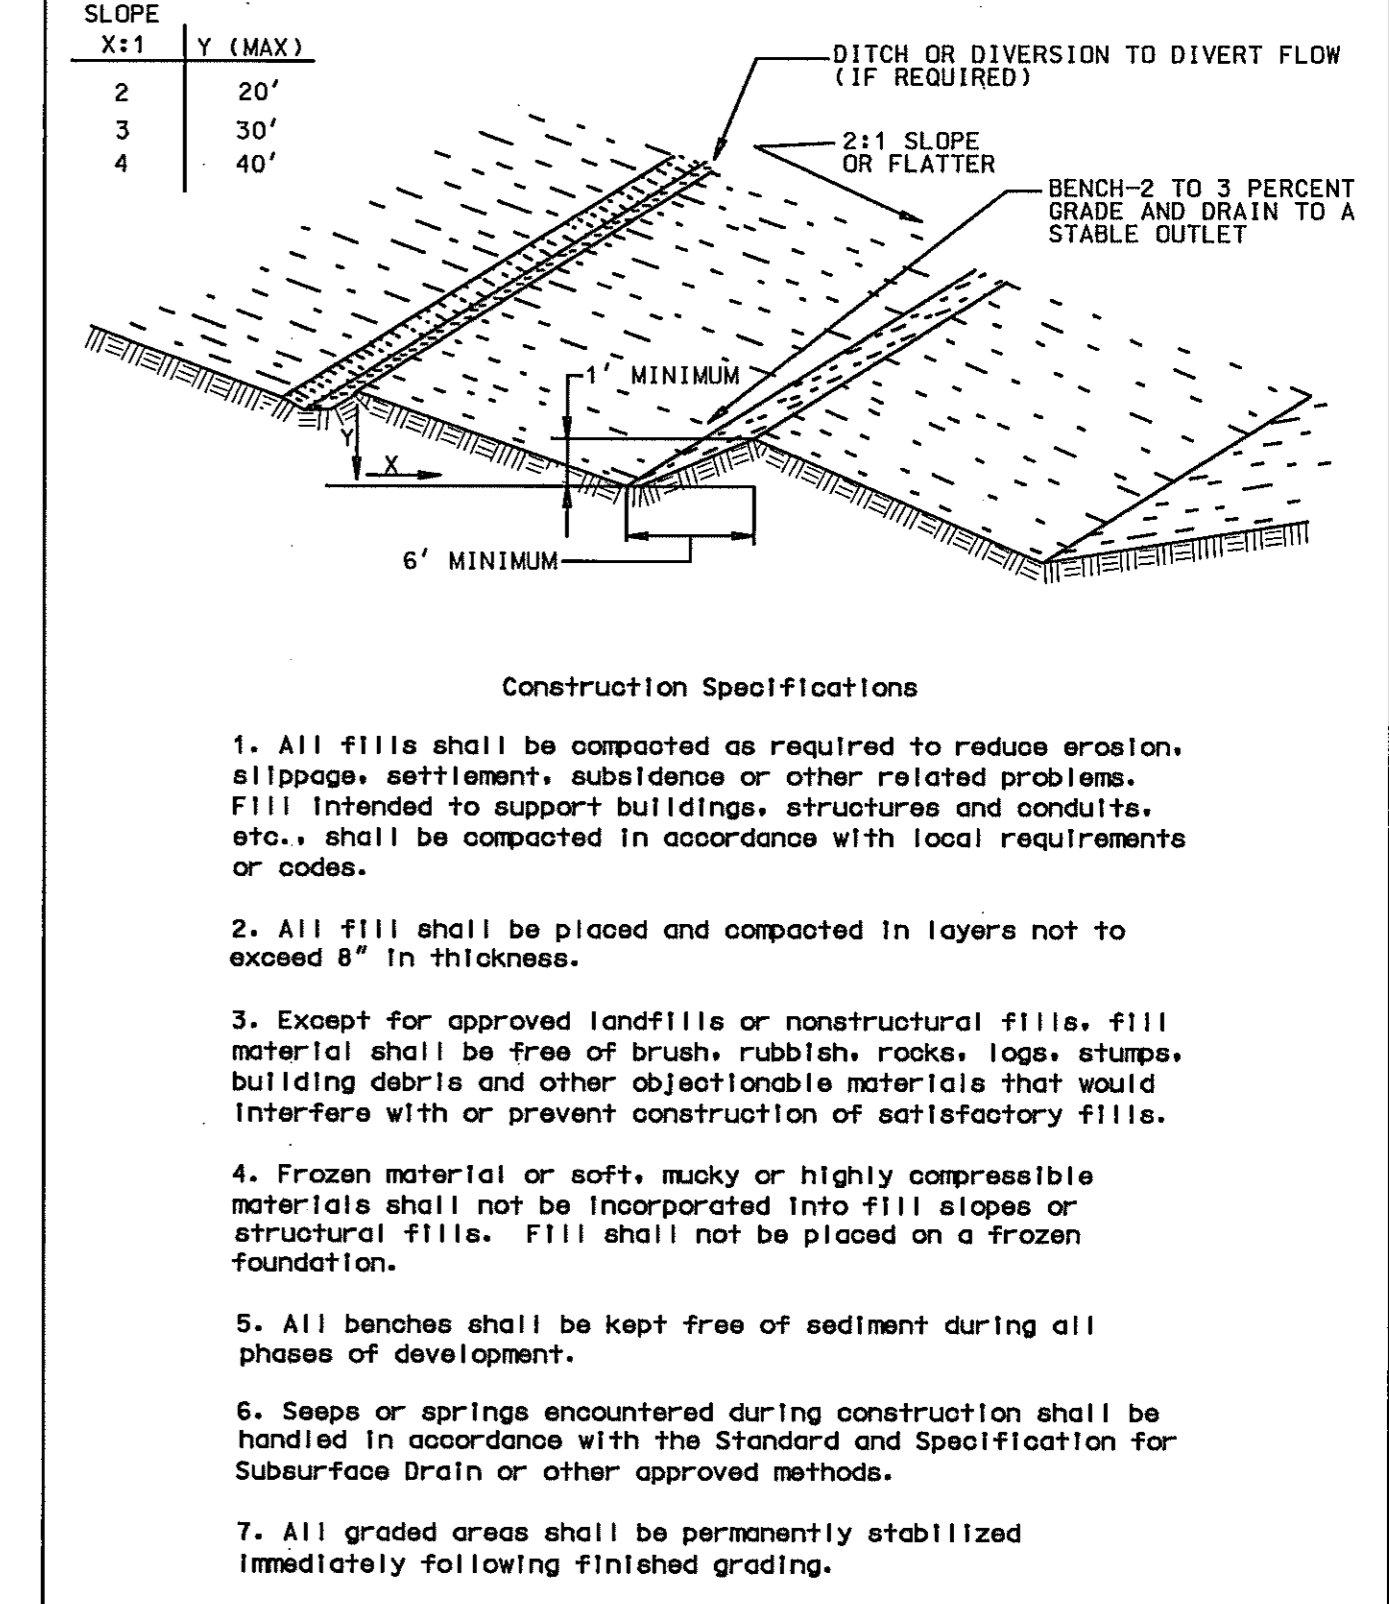 SLOPE
X:1 Y (MAX)
2 20'
3 30'
4 40'
DITCH OR DIVERSION TO DIVERT FLOW
(IF REQUIRED)
2:1 SLOPE
OR FLATTER
BENCH-2 TO 3 PERCENT
GRADE AND DRAIN TO A
STABLE OUTLET
1' MINIMUM
Y
X
6' MINIMUM
Construction Specifications
1. All fills shall be compacted as required to reduce erosion,
slippage, settlement, subsidence or other related problems.
Fill intended to support buildings, structures and conduits,
etc., shall be compacted in accordance with local requirements
or codes.
2. All fill shall be placed and compacted in layers not to
exceed 8" in thickness.
3. Except for approved landfills or nonstructural fills, fill
material shall be free of brush, rubbish, rocks, logs, stumps,
building debris and other objectionable materials that would
interfere with or prevent construction of satisfactory fills.
4. Frozen material or soft, mucky or highly compressible
materials shall not be incorporated into fill slopes or
structural fills. Fill shall not be placed on a frozen
foundation.
5. All benches shall be kept free of sediment during all
phases of development.
6. Seeps or springs encountered during construction shall be
handled in accordance with the Standard and Specification for
Subsurface Drain or other approved methods.
7. All graded areas shall be permanently stabilized
immediately following finished grading.